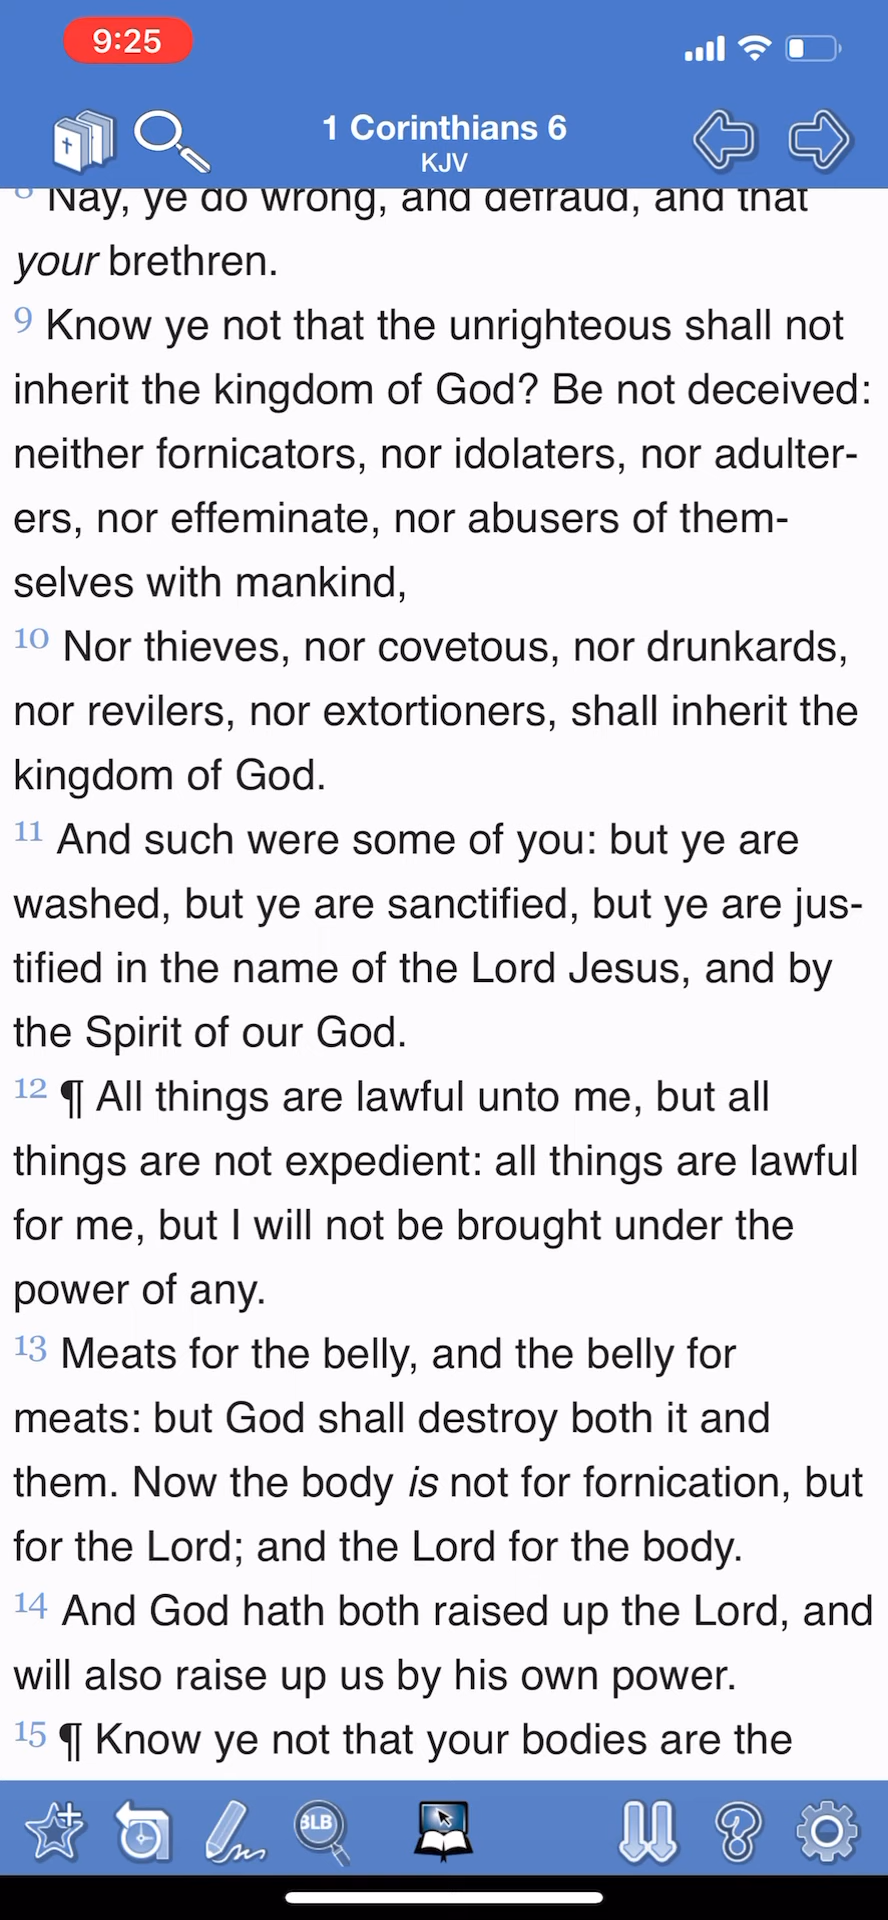 9:25
1 Corinthians 6
KJV
8 Nay, ye do wrong, and defraud, and that
your brethren.
9 Know ye not that the unrighteous shall not
inherit the kingdom of God? Be not deceived:
neither fornicators, nor idolaters, nor adulter-
ers, nor effeminate, nor abusers of them-
selves with mankind,
10 Nor thieves, nor covetous, nor drunkards,
nor revilers, nor extortioners, shall inherit the
kingdom of God.
11 And such were some of you: but ye are
washed, but ye are sanctified, but ye are jus-
tified in the name of the Lord Jesus, and by
the Spirit of our God.
12 ¶ All things are lawful unto me, but all
things are not expedient: all things are lawful
for me, but I will not be brought under the
power of any.
13 Meats for the belly, and the belly for
meats: but God shall destroy both it and
them. Now the body is not for fornication, but
for the Lord; and the Lord for the body.
14 And God hath both raised up the Lord, and
will also raise up us by his own power.
15 ¶ Know ye not that your bodies are the
BLB